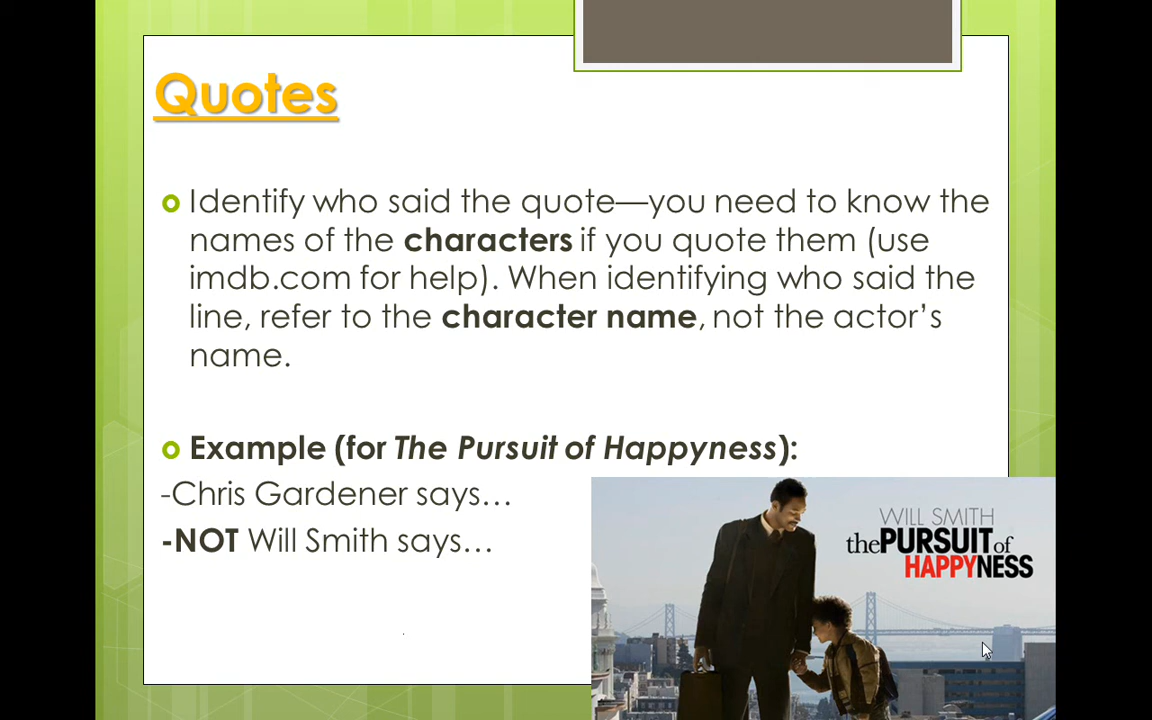 Quotes
Identify who said the quote—you need to know the
names of the characters if you quote them (use
imdb.com for help). When identifying who said the
line, refer to the character name, not the actor’s
name.
Example (for The Pursuit of Happyness):
-Chris Gardener says…
-NOT Will Smith says…
WILL SMITH
the PURSUIT of
HAPPYNESS